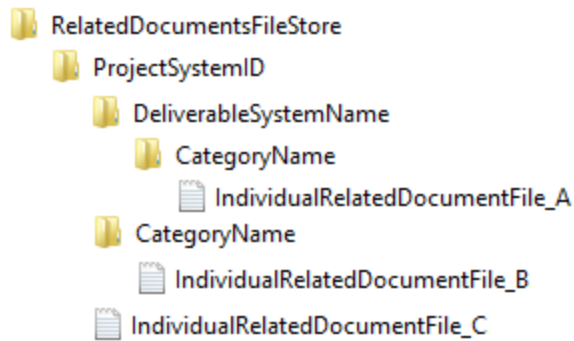 RelatedDocumentsFileStore
ProjectSystemID
DeliverableSystemName
CategoryName
IndividualRelatedDocumentFile_A
CategoryName
IndividualRelatedDocumentFile_B
IndividualRelatedDocumentFile_C